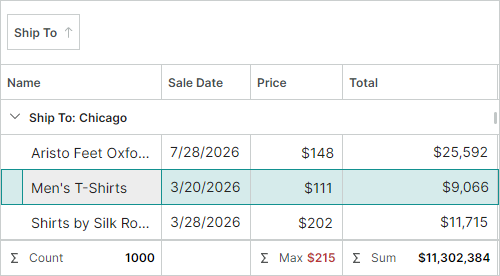 Ship To ↑
Name Sale Date Price Total
Ship To: Chicago
Aristo Feet Oxfo... 7/28/2026 $148 $25,592
Men's T-Shirts 3/20/2026 $111 $9,066
Shirts by Silk Ro... 3/28/2026 $202 $11,715
Σ Count 1000 Σ Max $215 Σ Sum $11,302,384